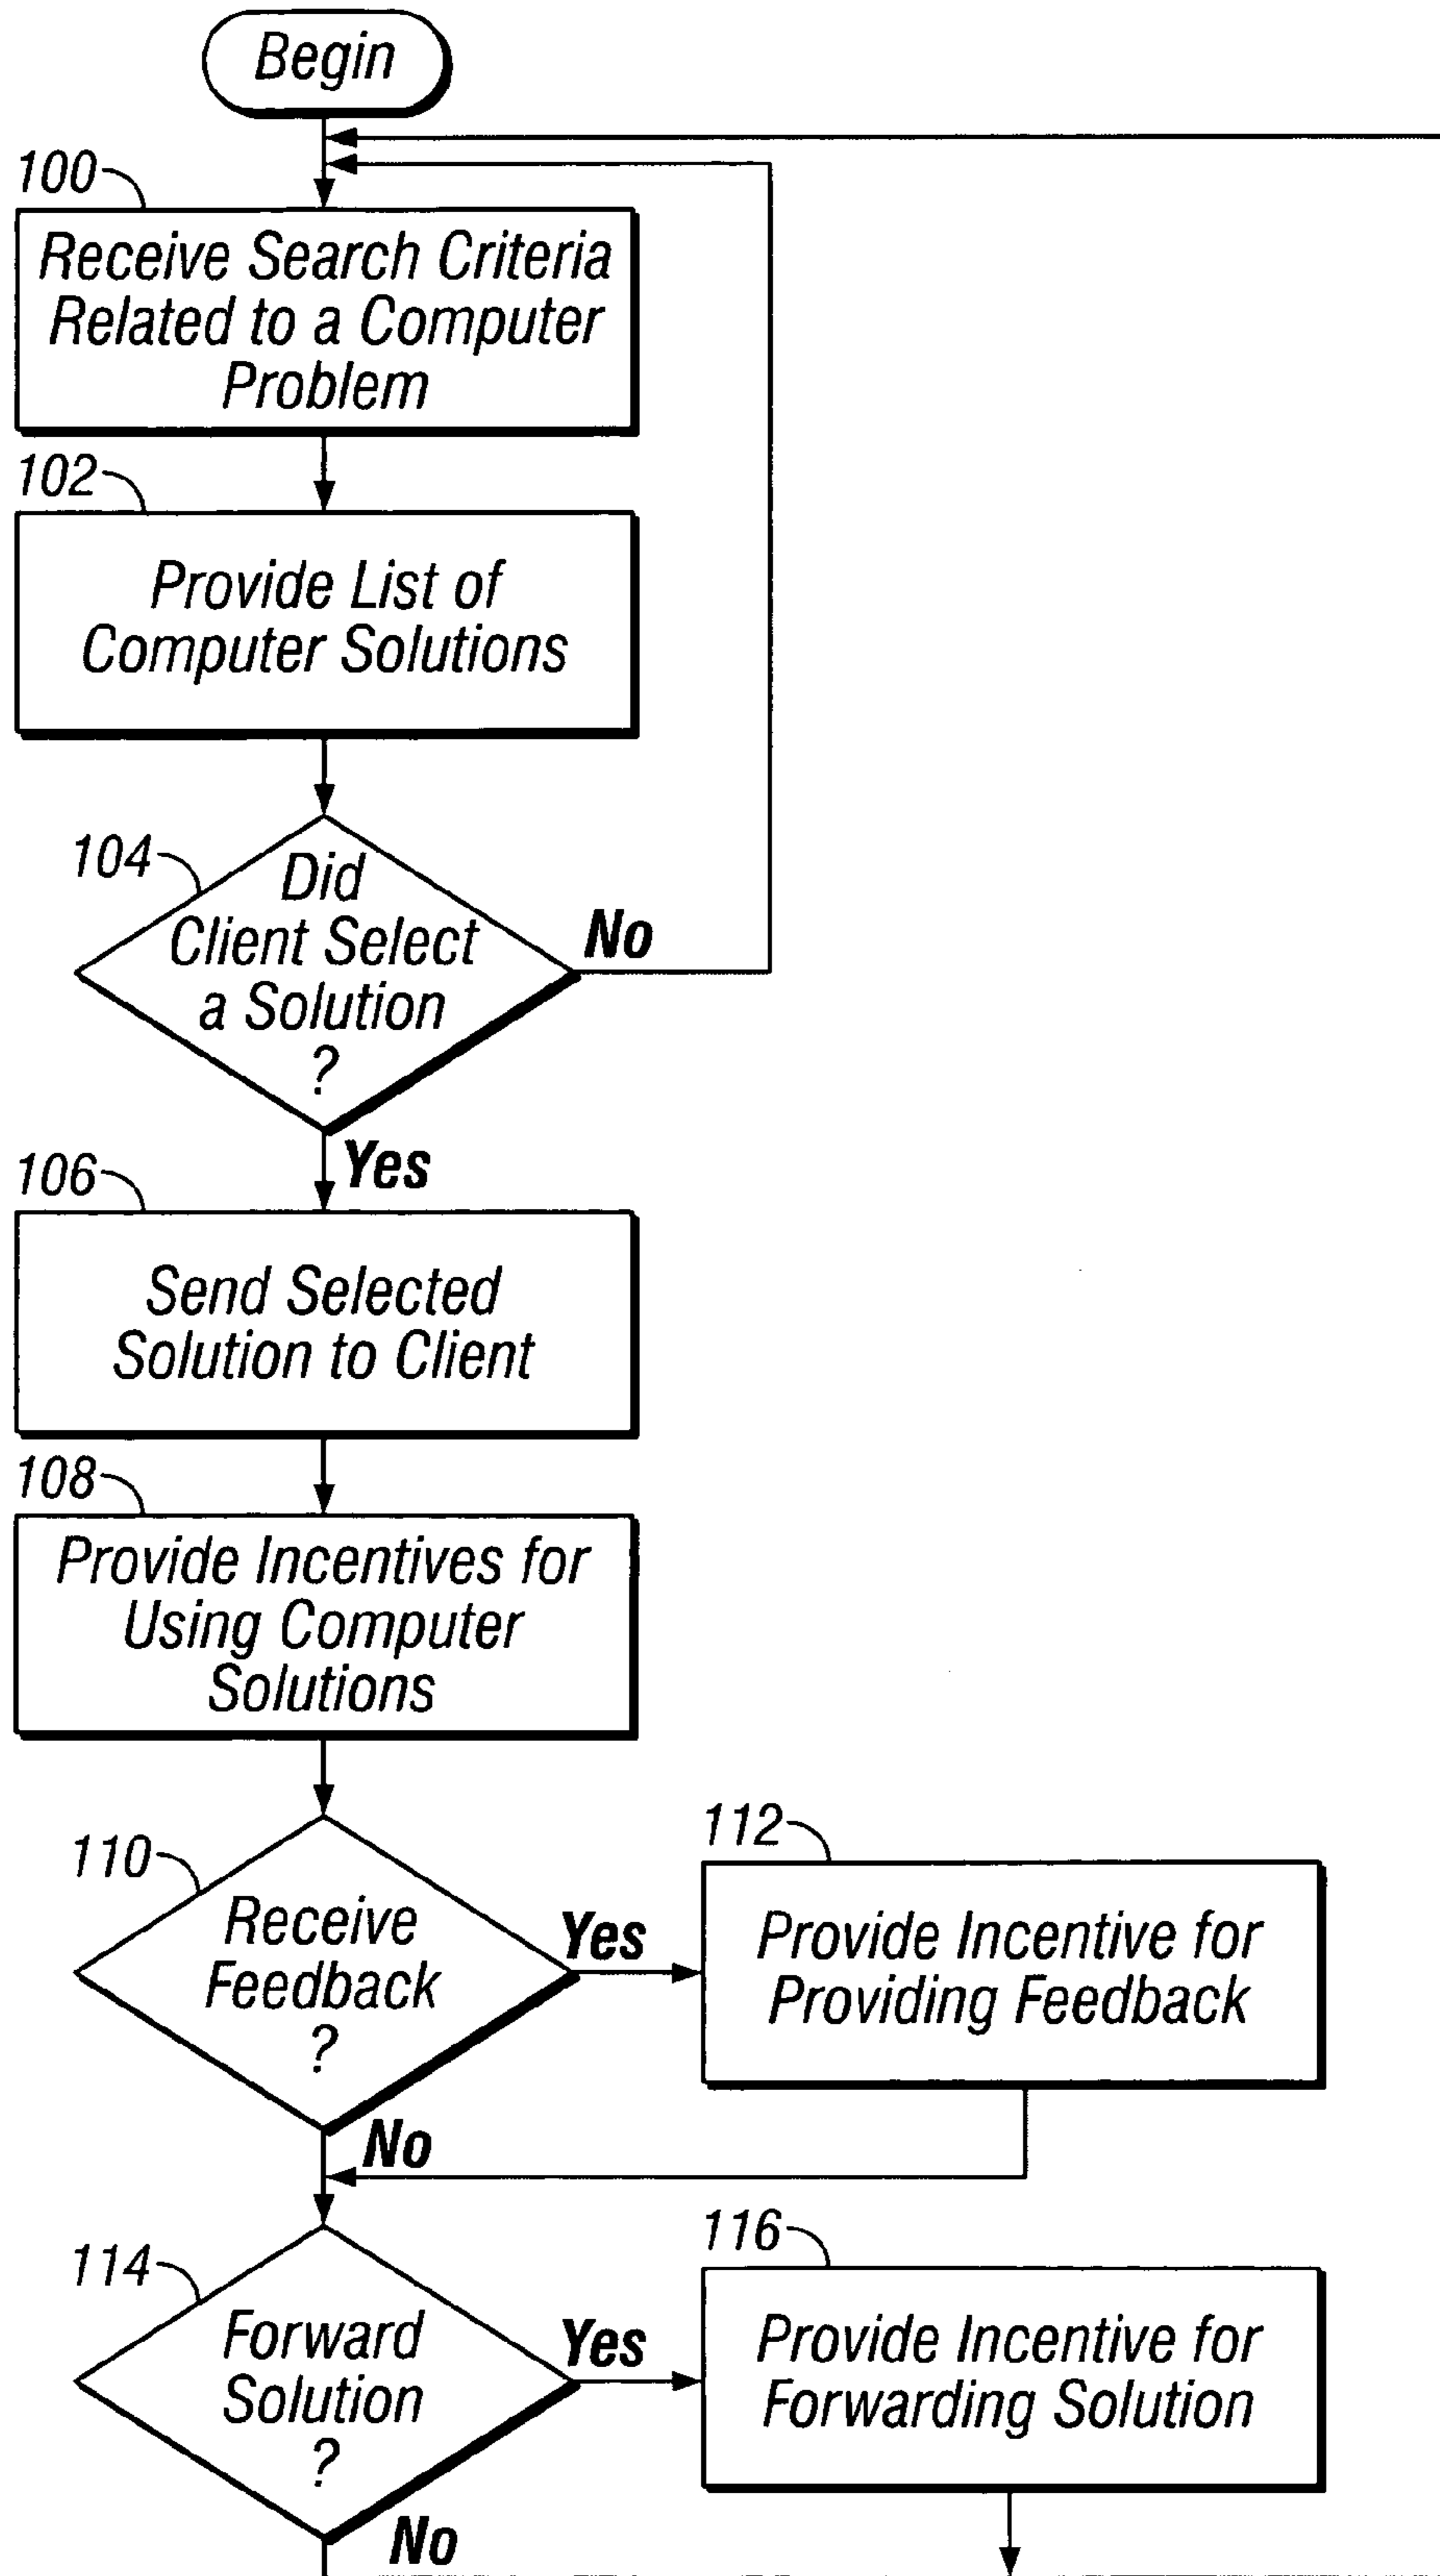 Begin
100
Receive Search Criteria
Related to a Computer
Problem
102
Provide List of
Computer Solutions
104
Did
Client Select
a Solution
?
No
Yes
106
Send Selected
Solution to Client
108
Provide Incentives for
Using Computer
Solutions
110
Receive
Feedback
?
Yes
112
Provide Incentive for
Providing Feedback
No
114
Forward
Solution
?
Yes
116
Provide Incentive for
Forwarding Solution
No